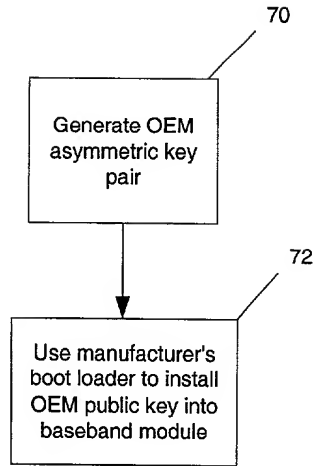 70
Generate OEM
asymmetric key
pair
72
Use manufacturer's
boot loader to install
OEM public key into
baseband module